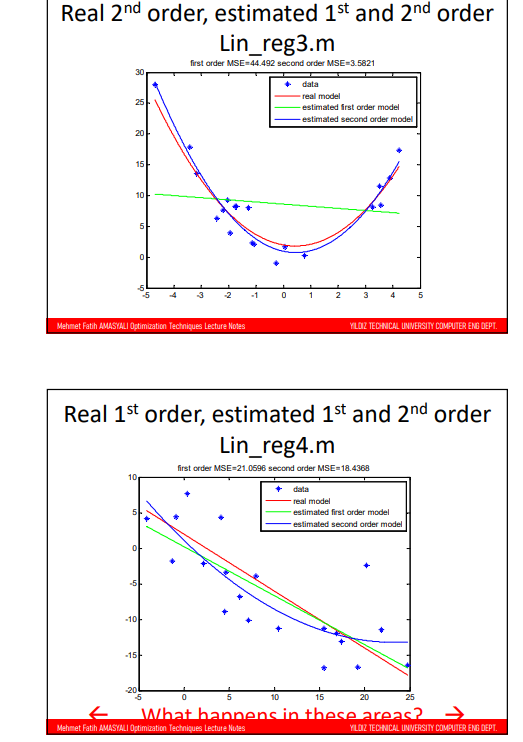 Real 2nd order, estimated 1st and 2nd order
Lin_reg3.m
first order MSE=44.492 second order MSE=3.5821
data
real model
estimated first order model
estimated second order model
30
25
20
15
10
5
0
-5
-5 -4 -3 -2 -1 0 1 2 3 4 5
Mehmet Fatih AMASYALI Optimization Techniques Lecture Notes YILDIZ TECHNICAL UNIVERSITY COMPUTER ENG DEPT.
Real 1st order, estimated 1st and 2nd order
Lin_reg4.m
first order MSE=21.0596 second order MSE=18.4368
data
real model
estimated first order model
estimated second order model
10
5
0
-5
-10
-15
-20
-5 0 5 10 15 20 25
← What happens in these areas? →
Mehmet Fatih AMASYALI Optimization Techniques Lecture Notes YILDIZ TECHNICAL UNIVERSITY COMPUTER ENG DEPT.